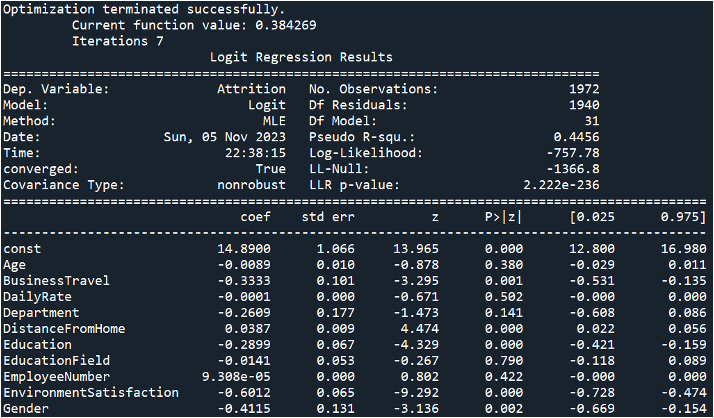 Optimization terminated successfully.
         Current function value: 0.384269
         Iterations 7
                           Logit Regression Results
==============================================================================
Dep. Variable:              Attrition   No. Observations:                 1972
Model:                          Logit   Df Residuals:                     1940
Method:                           MLE   Df Model:                           31
Date:                Sun, 05 Nov 2023   Pseudo R-squ.:                  0.4456
Time:                        22:38:15   Log-Likelihood:                -757.78
converged:                       True   LL-Null:                       -1366.8
Covariance Type:            nonrobust   LLR p-value:                2.222e-236
============================================================================================
                               coef    std err          z      P>|z|      [0.025      0.975]
--------------------------------------------------------------------------------------------
const                       14.8900      1.066     13.965      0.000      12.800      16.980
Age                         -0.0089      0.010     -0.878      0.380      -0.029       0.011
BusinessTravel              -0.3333      0.101     -3.295      0.001      -0.531      -0.135
DailyRate                   -0.0001      0.000     -0.671      0.502      -0.000       0.000
Department                  -0.2609      0.177     -1.473      0.141      -0.608       0.086
DistanceFromHome             0.0387      0.009      4.474      0.000       0.022       0.056
Education                   -0.2899      0.067     -4.329      0.000      -0.421      -0.159
EducationField              -0.0141      0.053     -0.267      0.790      -0.118       0.089
EmployeeNumber            9.308e-05      0.000      0.802      0.422      -0.000       0.000
EnvironmentSatisfaction     -0.6012      0.065     -9.292      0.000      -0.728      -0.474
Gender                      -0.4115      0.131     -3.136      0.002      -0.669      -0.154